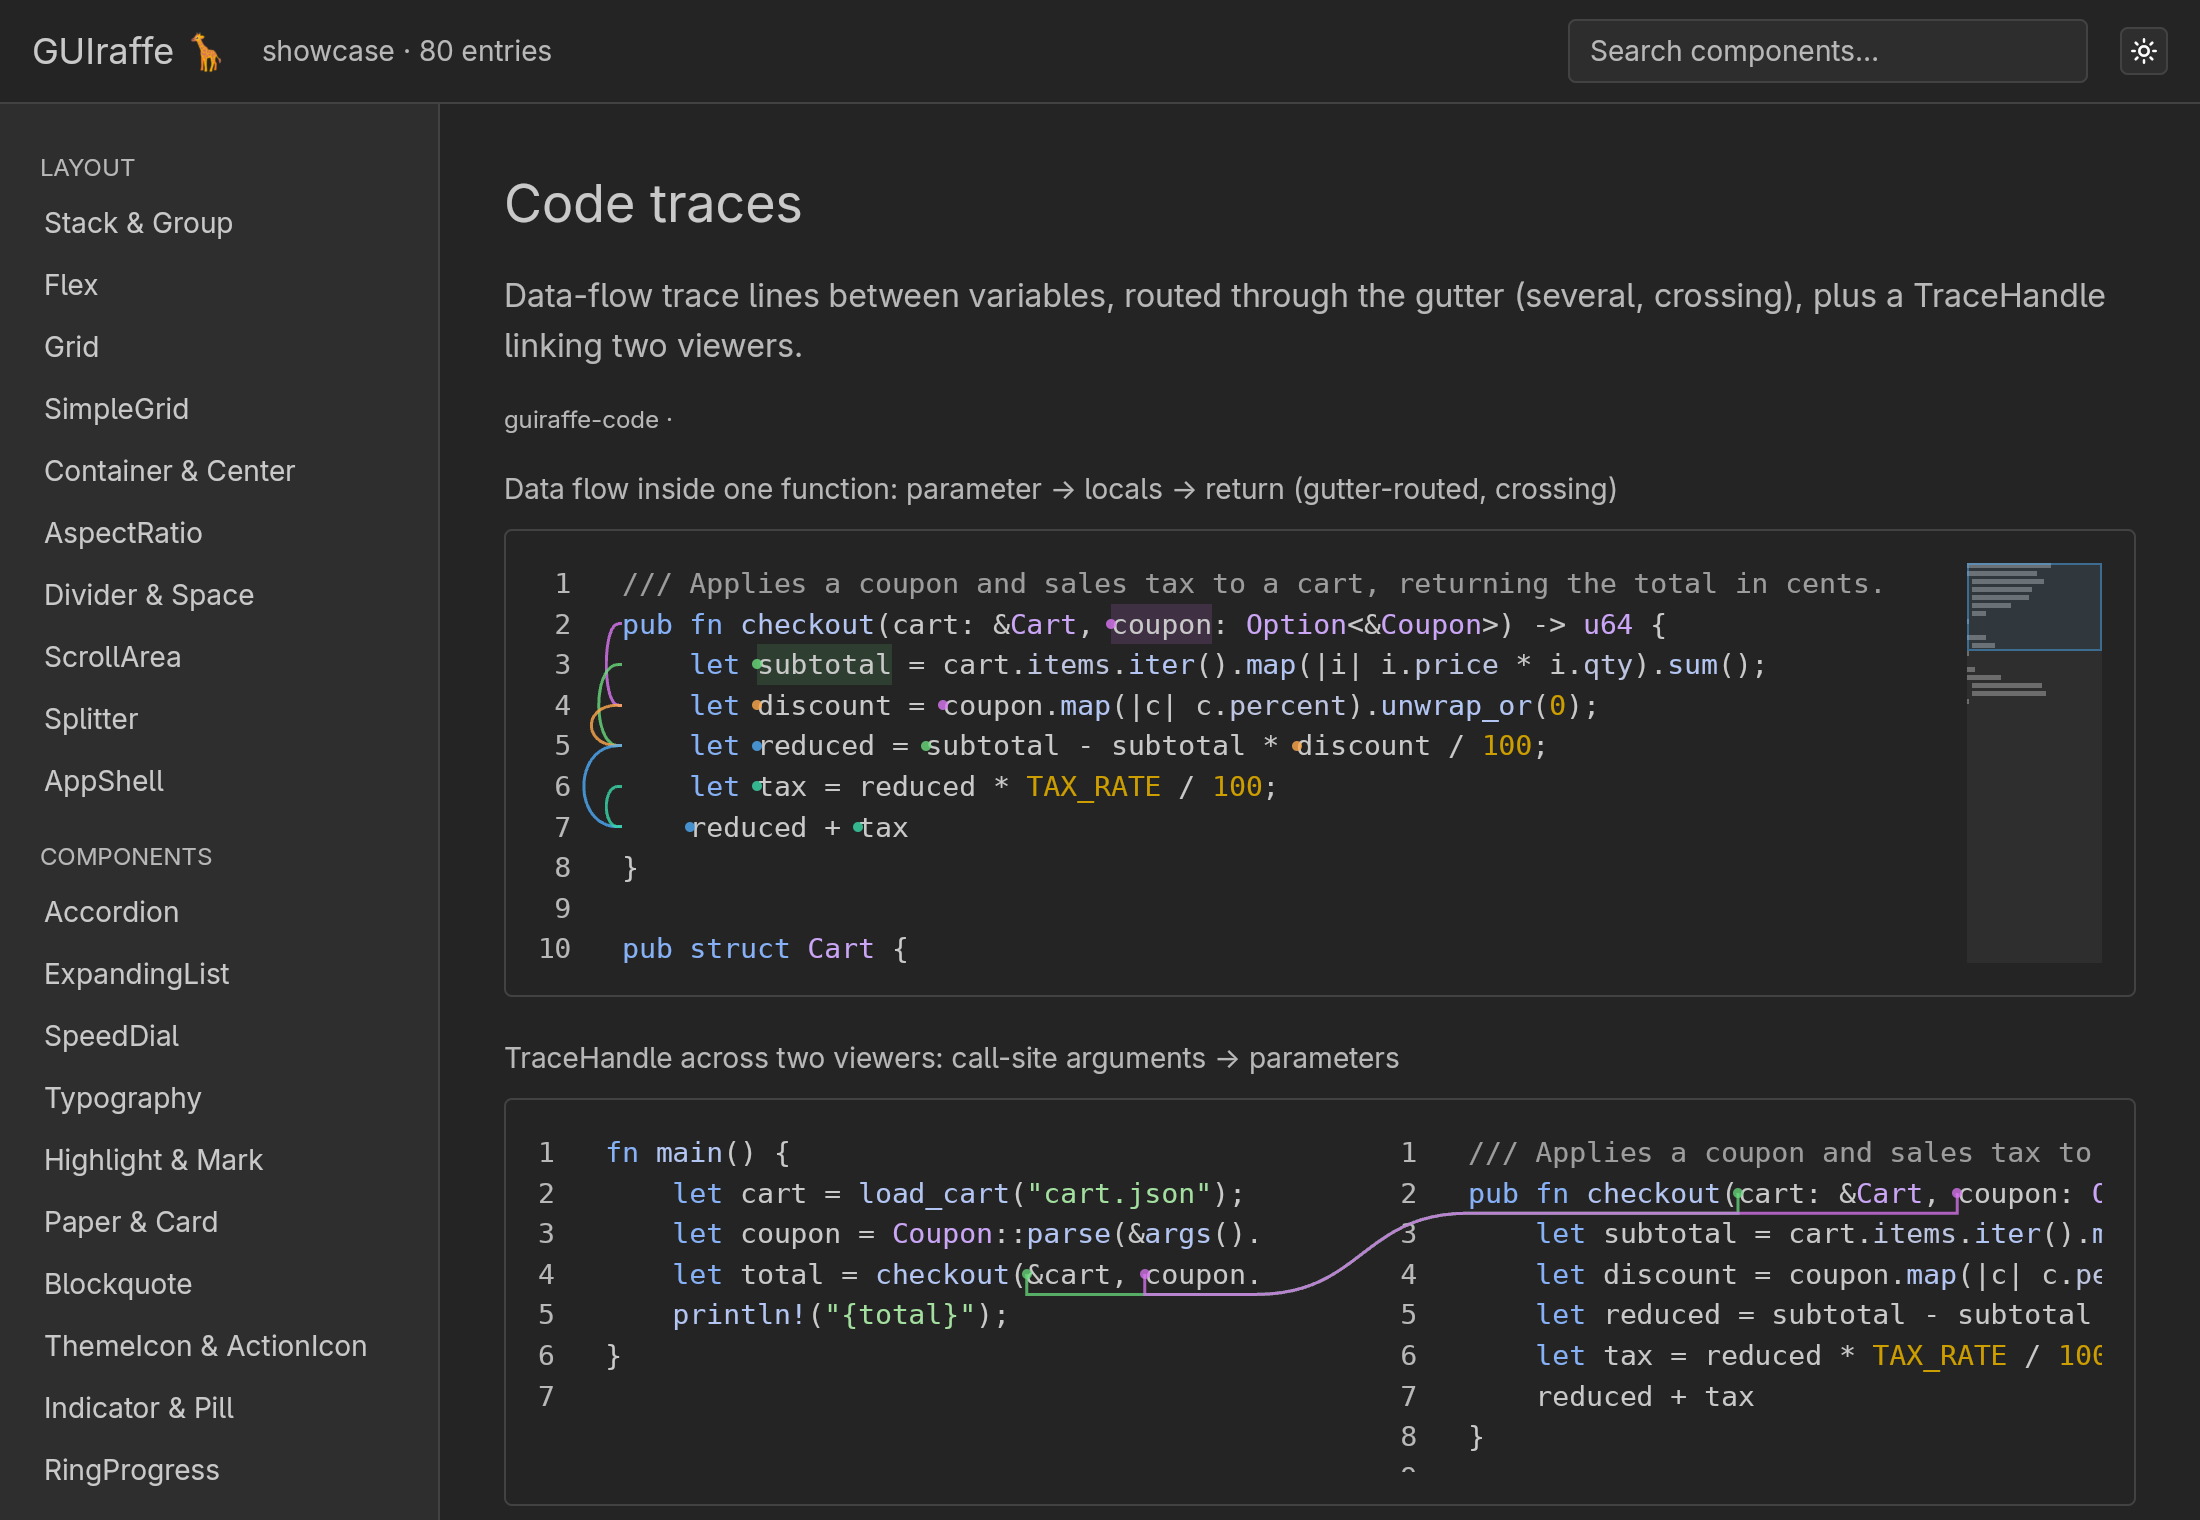 GUIraffe 🦒 showcase · 80 entries Search components...
LAYOUT
Stack & Group
Flex
Grid
SimpleGrid
Container & Center
AspectRatio
Divider & Space
ScrollArea
Splitter
AppShell
COMPONENTS
Accordion
ExpandingList
SpeedDial
Typography
Highlight & Mark
Paper & Card
Blockquote
ThemeIcon & ActionIcon
Indicator & Pill
RingProgress
Code traces
Data-flow trace lines between variables, routed through the gutter (several, crossing), plus a TraceHandle
linking two viewers.
guiraffe-code ·
Data flow inside one function: parameter → locals → return (gutter-routed, crossing)
1 /// Applies a coupon and sales tax to a cart, returning the total in cents.
2 pub fn checkout(cart: &Cart, coupon: Option<&Coupon>) -> u64 {
3     let subtotal = cart.items.iter().map(|i| i.price * i.qty).sum();
4     let discount = coupon.map(|c| c.percent).unwrap_or(0);
5     let reduced = subtotal - subtotal * discount / 100;
6     let tax = reduced * TAX_RATE / 100;
7     reduced + tax
8 }
9
10 pub struct Cart {
TraceHandle across two viewers: call-site arguments → parameters
1 fn main() {
2     let cart = load_cart("cart.json");
3     let coupon = Coupon::parse(&args().
4     let total = checkout(&cart, coupon.
5     println!("{total}");
6 }
7
1 /// Applies a coupon and sales tax to
2 pub fn checkout(cart: &Cart, coupon:
3     let subtotal = cart.items.iter().m
4     let discount = coupon.map(|c| c.pe
5     let reduced = subtotal - subtotal
6     let tax = reduced * TAX_RATE / 100
7     reduced + tax
8 }